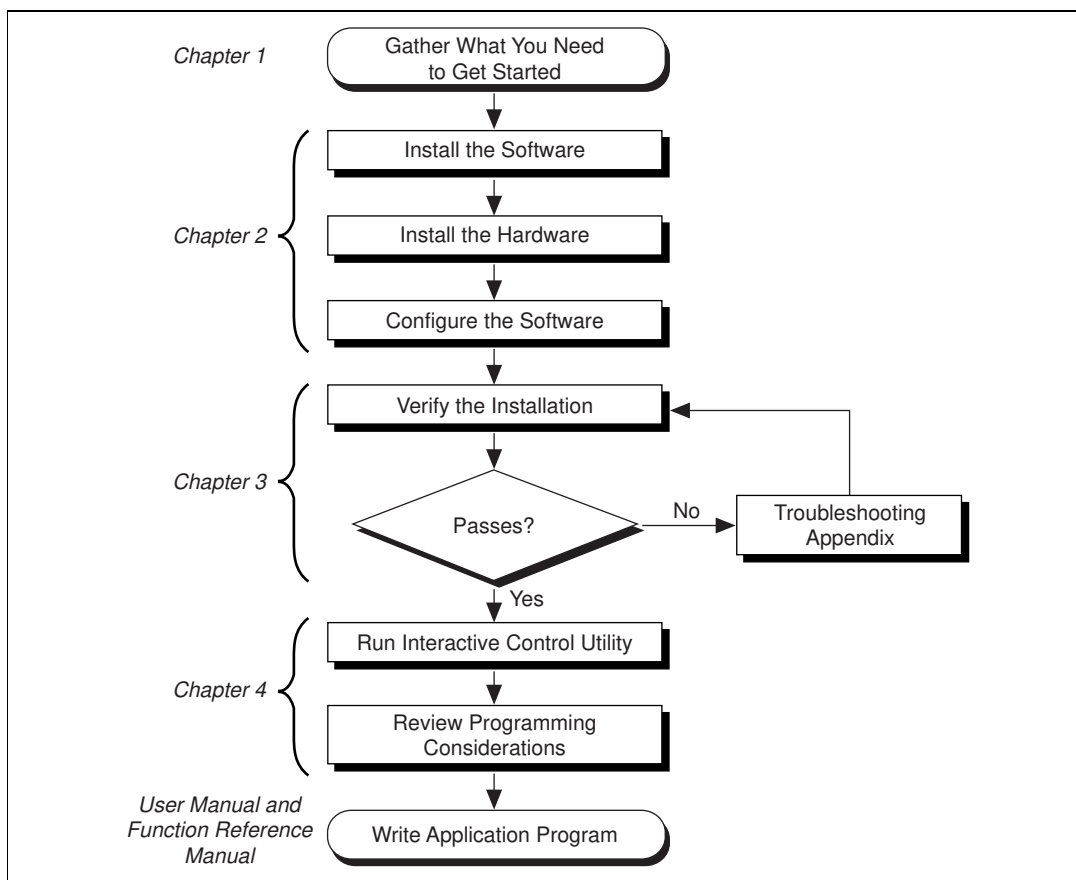 Chapter 1
Gather What You Need
to Get Started
Install the Software
Chapter 2
Install the Hardware
Configure the Software
Verify the Installation
Chapter 3
Passes?
No
Troubleshooting
Appendix
Yes
Run Interactive Control Utility
Chapter 4
Review Programming
Considerations
User Manual and
Function Reference
Manual
Write Application Program